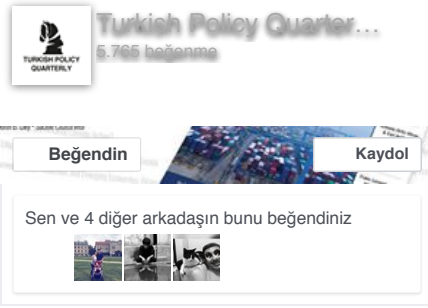 Turkish Policy Quarter...
5.765 beğenme
TURKISH POLICY
QUARTERLY
Beğendin
Kaydol
Sen ve 4 diğer arkadaşın bunu beğendiniz